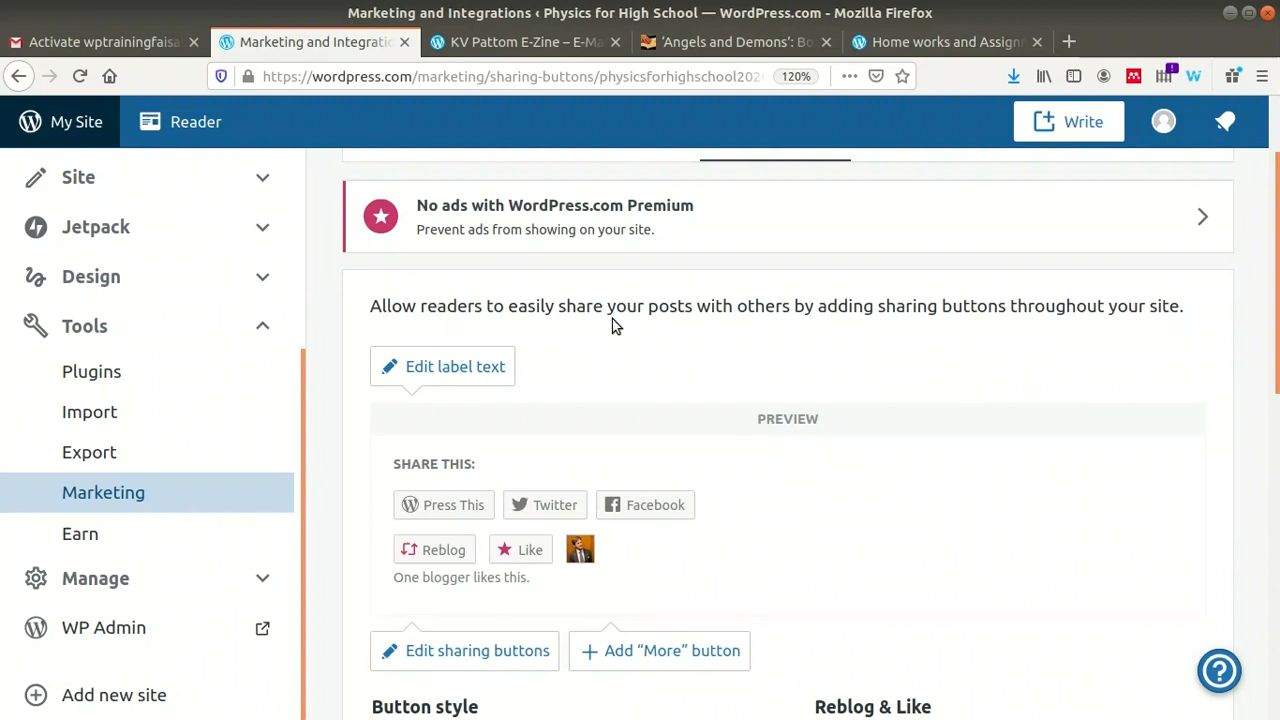 Marketing and Integrations ‹ Physics for High School — WordPress.com - Mozilla Firefox
Activate wptrainingfaisa
Marketing and Integratio
KV Pattom E-Zine – E-Ma
'Angels and Demons': Bo
Home works and Assignm
https://wordpress.com/marketing/sharing-buttons/physicsforhighschool202
120%
My Site
Reader
Write
Site
Jetpack
Design
Tools
Plugins
Import
Export
Marketing
Earn
Manage
WP Admin
Add new site
No ads with WordPress.com Premium
Prevent ads from showing on your site.
Allow readers to easily share your posts with others by adding sharing buttons throughout your site.
Edit label text
PREVIEW
SHARE THIS:
Press This
Twitter
Facebook
Reblog
Like
One blogger likes this.
Edit sharing buttons
Add “More” button
Button style
Reblog & Like